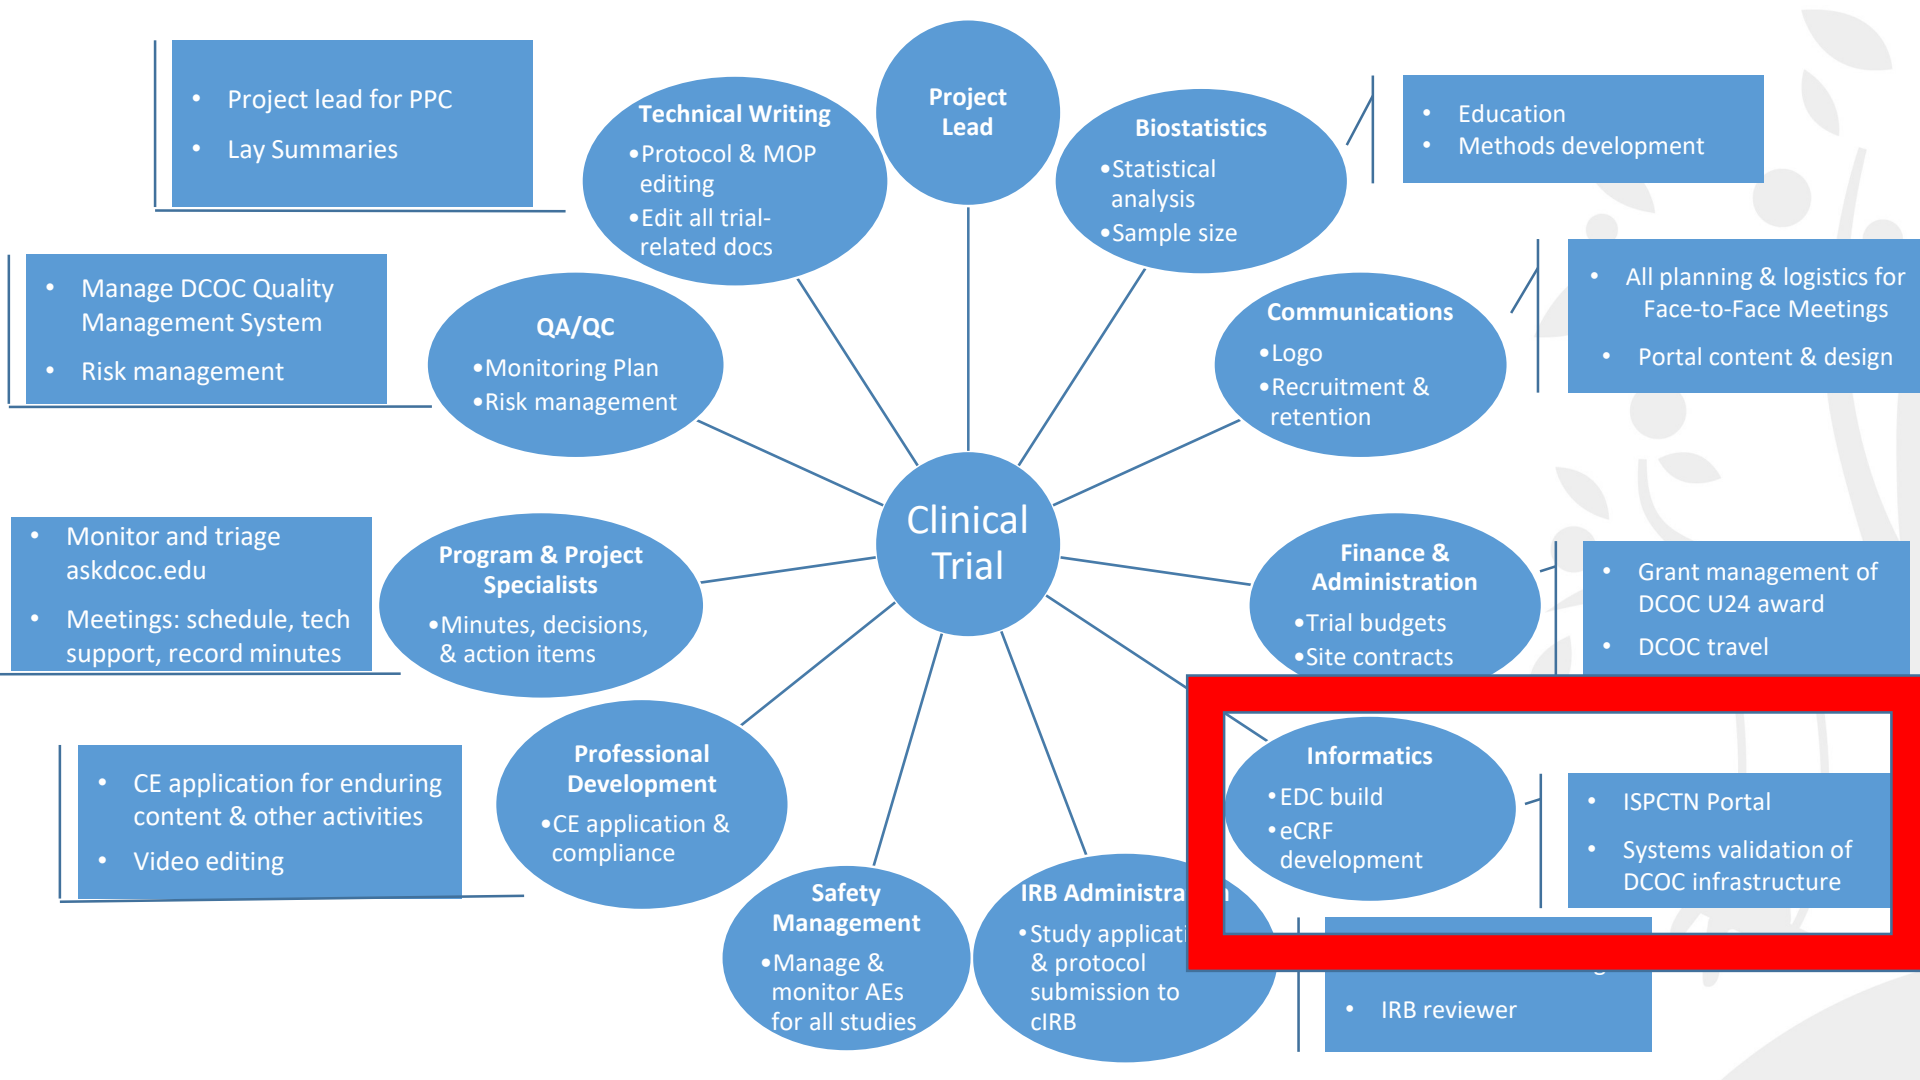 Project
Lead
• Project lead for PPC
• Lay Summaries
Technical Writing
•Protocol & MOP
editing
•Edit all trial-
related docs
Biostatistics
•Statistical
analysis
•Sample size
• Education
• Methods development
• Manage DCOC Quality
Management System
• Risk management
QA/QC
•Monitoring Plan
•Risk management
Communications
•Logo
•Recruitment &
retention
• All planning & logistics for
Face-to-Face Meetings
• Portal content & design
Clinical
Trial
• Monitor and triage
askdcoc.edu
• Meetings: schedule, tech
support, record minutes
Program & Project
Specialists
•Minutes, decisions,
& action items
Finance &
Administration
•Trial budgets
•Site contracts
• Grant management of
DCOC U24 award
• DCOC travel
• CE application for enduring
content & other activities
• Video editing
Professional
Development
•CE application &
compliance
Informatics
•EDC build
•eCRF
development
• ISPCTN Portal
• Systems validation of
DCOC infrastructure
Safety
Management
•Manage &
monitor AEs
for all studies
IRB
•Study
& protocol
submission to
cIRB
• IRB reviewer